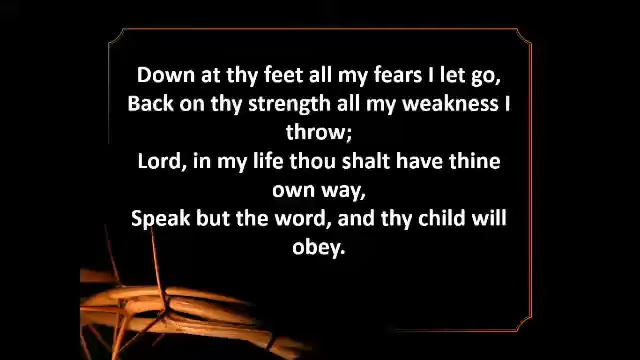 Down at thy feet all my fears I let go,
Back on thy strength all my weakness I
throw;
Lord, in my life thou shalt have thine
own way,
Speak but the word, and thy child will
obey.